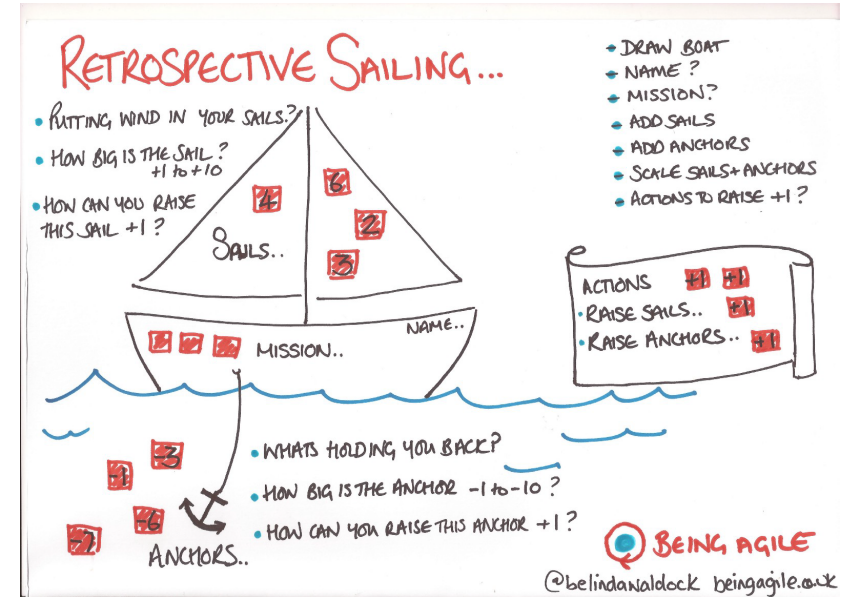 RETROSPECTIVE SAILING...
PUTTING WIND IN YOUR SAILS?
HOW BIG IS THE SAIL?
+1 to +10
HOW CAN YOU RAISE
THIS SAIL +1?
4
SAILS..
6
2
3
DRAW BOAT
NAME?
MISSION?
ADD SAILS
ADD ANCHORS
SCALE SAILS + ANCHORS
ACTIONS TO RAISE +1?
ACTIONS +1 +1
RAISE SAILS.. +1
RAISE ANCHORS.. +1
NAME..
MISSION..
-3
-1
-6
-7
ANCHORS..
WHATS HOLDING YOU BACK?
HOW BIG IS THE ANCHOR -1 to -10?
HOW CAN YOU RAISE THIS ANCHOR +1?
BEING AGILE
@belindanaldock beingagile.co.uk